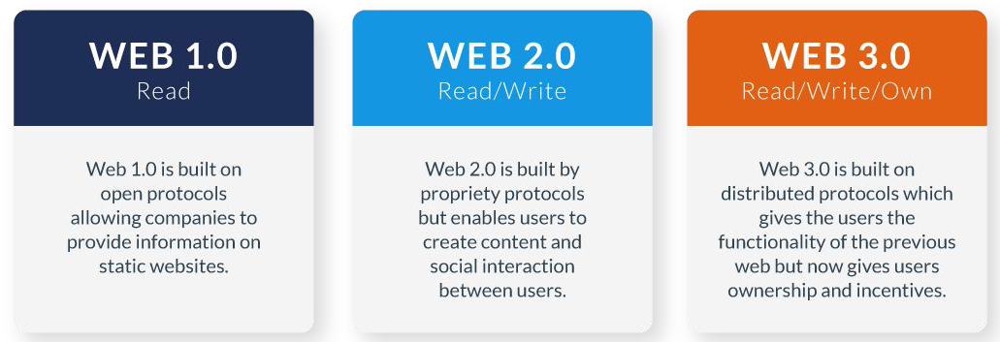 WEB 1.0
Read
Web 1.0 is built on
open protocols
allowing companies to
provide information on
static websites.
WEB 2.0
Read/Write
Web 2.0 is built by
propriety protocols
but enables users to
create content and
social interaction
between users.
WEB 3.0
Read/Write/Own
Web 3.0 is built on
distributed protocols which
gives the users the
functionality of the previous
web but now gives users
ownership and incentives.